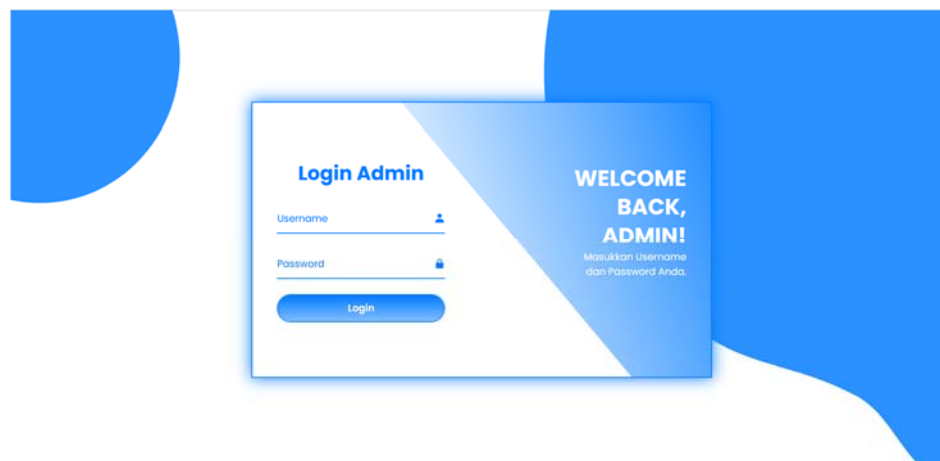 Login Admin
Username
Password
Login
WELCOME
BACK,
ADMIN!
Masukkan Username
dan Password Anda.